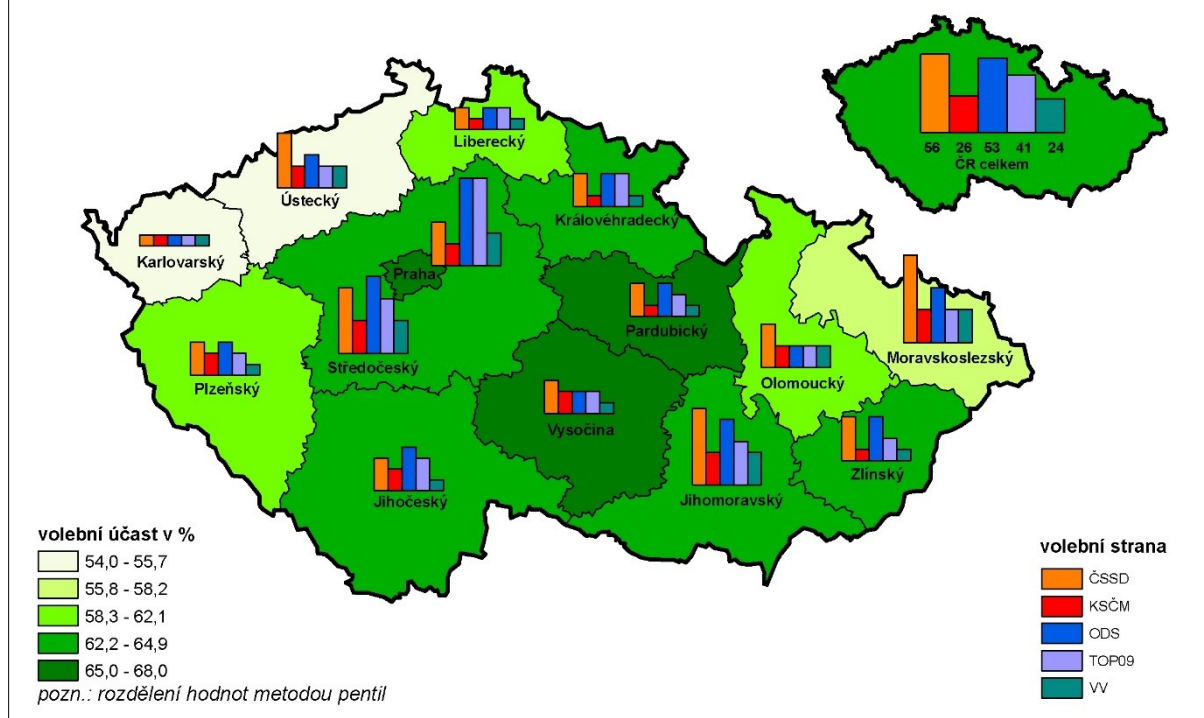 56 26 53 41 24
ČR celkem
Liberecký
Ústecký
Královéhradecký
Karlovarský
Praha
Pardubický
Moravskoslezský
Středočeský
Plzeňský
Olomoucký
Vysočina
Zlínský
Jihočeský
Jihomoravský
volební účast v %
54,0 - 55,7
55,8 - 58,2
58,3 - 62,1
62,2 - 64,9
65,0 - 68,0
pozn.: rozdělení hodnot metodou pentil
volební strana
ČSSD
KSČM
ODS
TOP09
VV